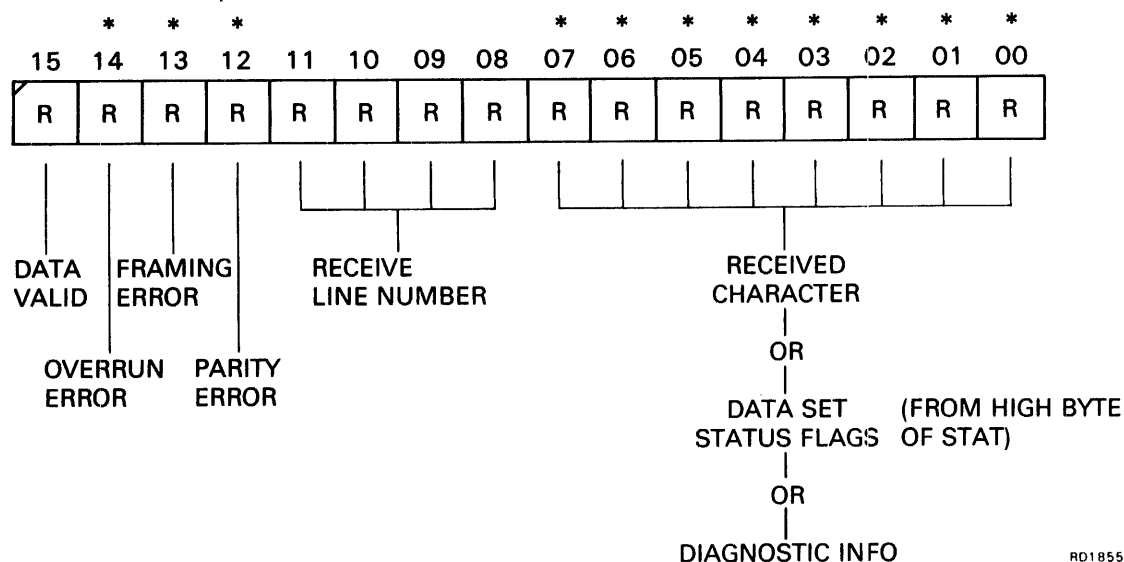 * * * * * * * * * * *
15 14 13 12 11 10 09 08 07 06 05 04 03 02 01 00
R R R R R R R R R R R R R R R R
DATA VALID
FRAMING ERROR
RECEIVE LINE NUMBER
RECEIVED CHARACTER
OVERRUN ERROR
PARITY ERROR
OR
DATA SET STATUS FLAGS
(FROM HIGH BYTE OF STAT)
OR
DIAGNOSTIC INFO
RD1855